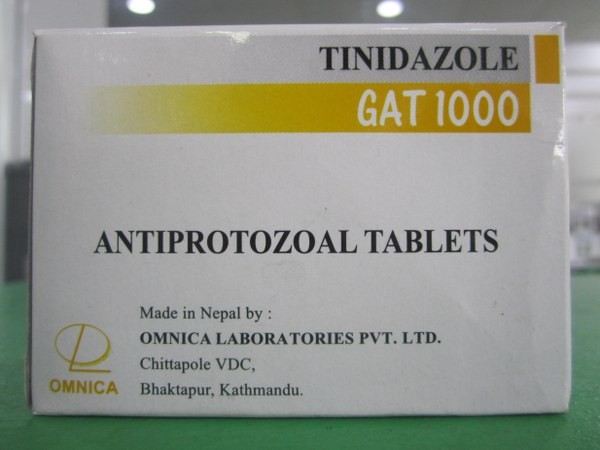 TINIDAZOLE
GAT 1000
ANTIPROTOZOAL TABLETS
Made in Nepal by :
OMNICA LABORATORIES PVT. LTD.
Chittapole VDC,
Bhaktapur, Kathmandu.
OMNICA